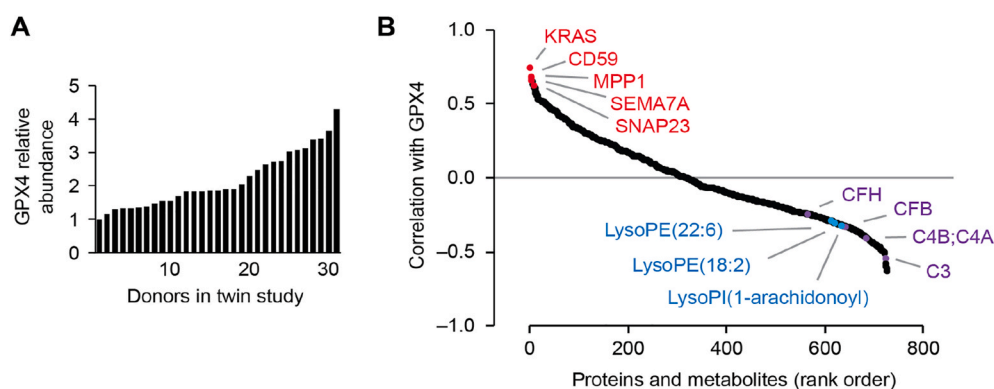 A
GPX4 relative
abundance
5
4
3
2
1
0
10
20
30
Donors in twin study
B
Correlation with GPX4
1.0
0.5
0.0
–0.5
–1.0
KRAS
CD59
MPP1
SEMA7A
SNAP23
CFH
CFB
LysoPE(22:6)
C4B;C4A
LysoPE(18:2)
C3
LysoPI(1-arachidonoyl)
0
200
400
600
800
Proteins and metabolites (rank order)